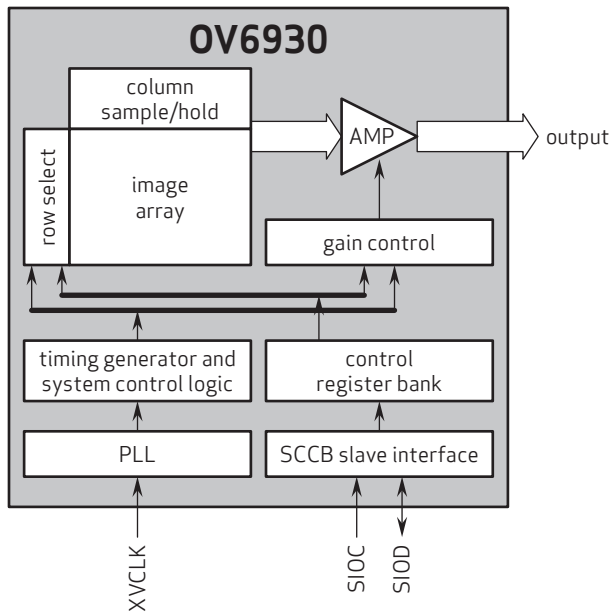 OV6930
column
sample/hold
AMP
output
row select
image
array
gain control
timing generator and
system control logic
control
register bank
PLL
SCCB slave interface
XVCLK
SIOC
SIOD